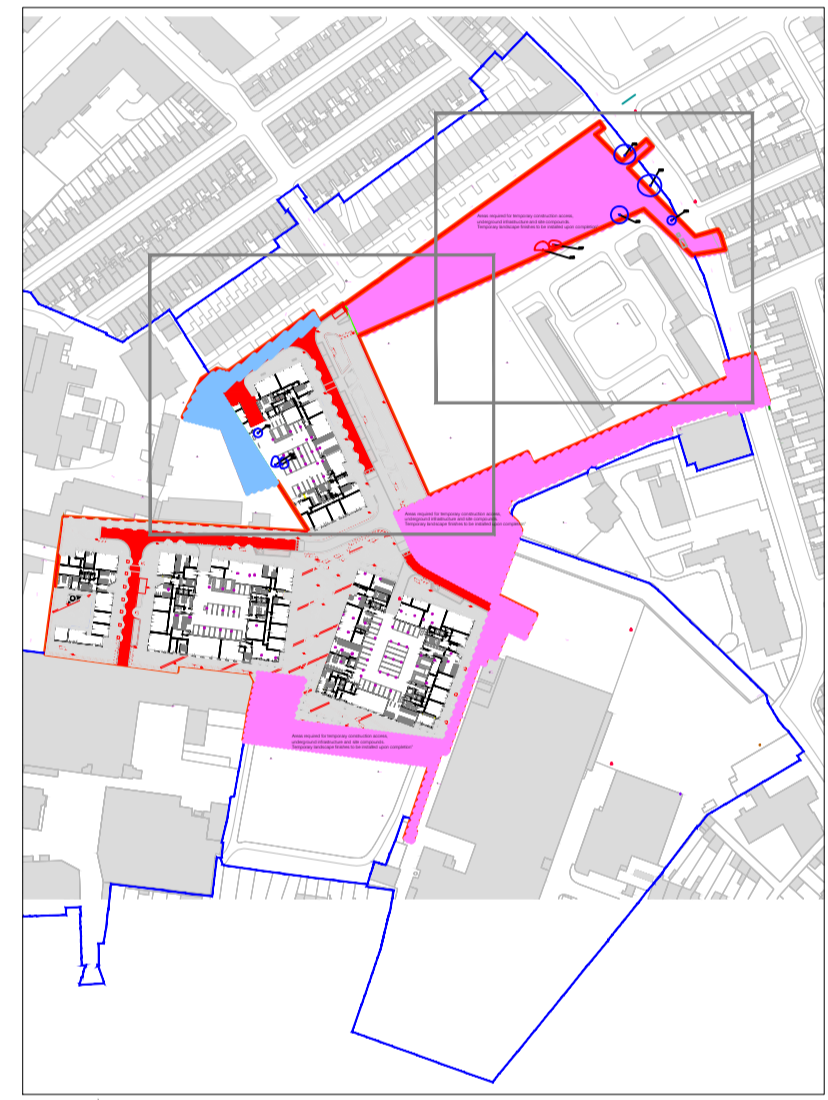 Areas required for temporary construction access,
underground infrastructure and site compounds.
Temporary landscape finishes to be installed upon completion"
Areas required for temporary construction access,
underground infrastructure and site compounds.
Temporary landscape finishes to be installed upon completion"
Areas required for temporary construction access,
underground infrastructure and site compounds.
Temporary landscape finishes to be installed upon completion"